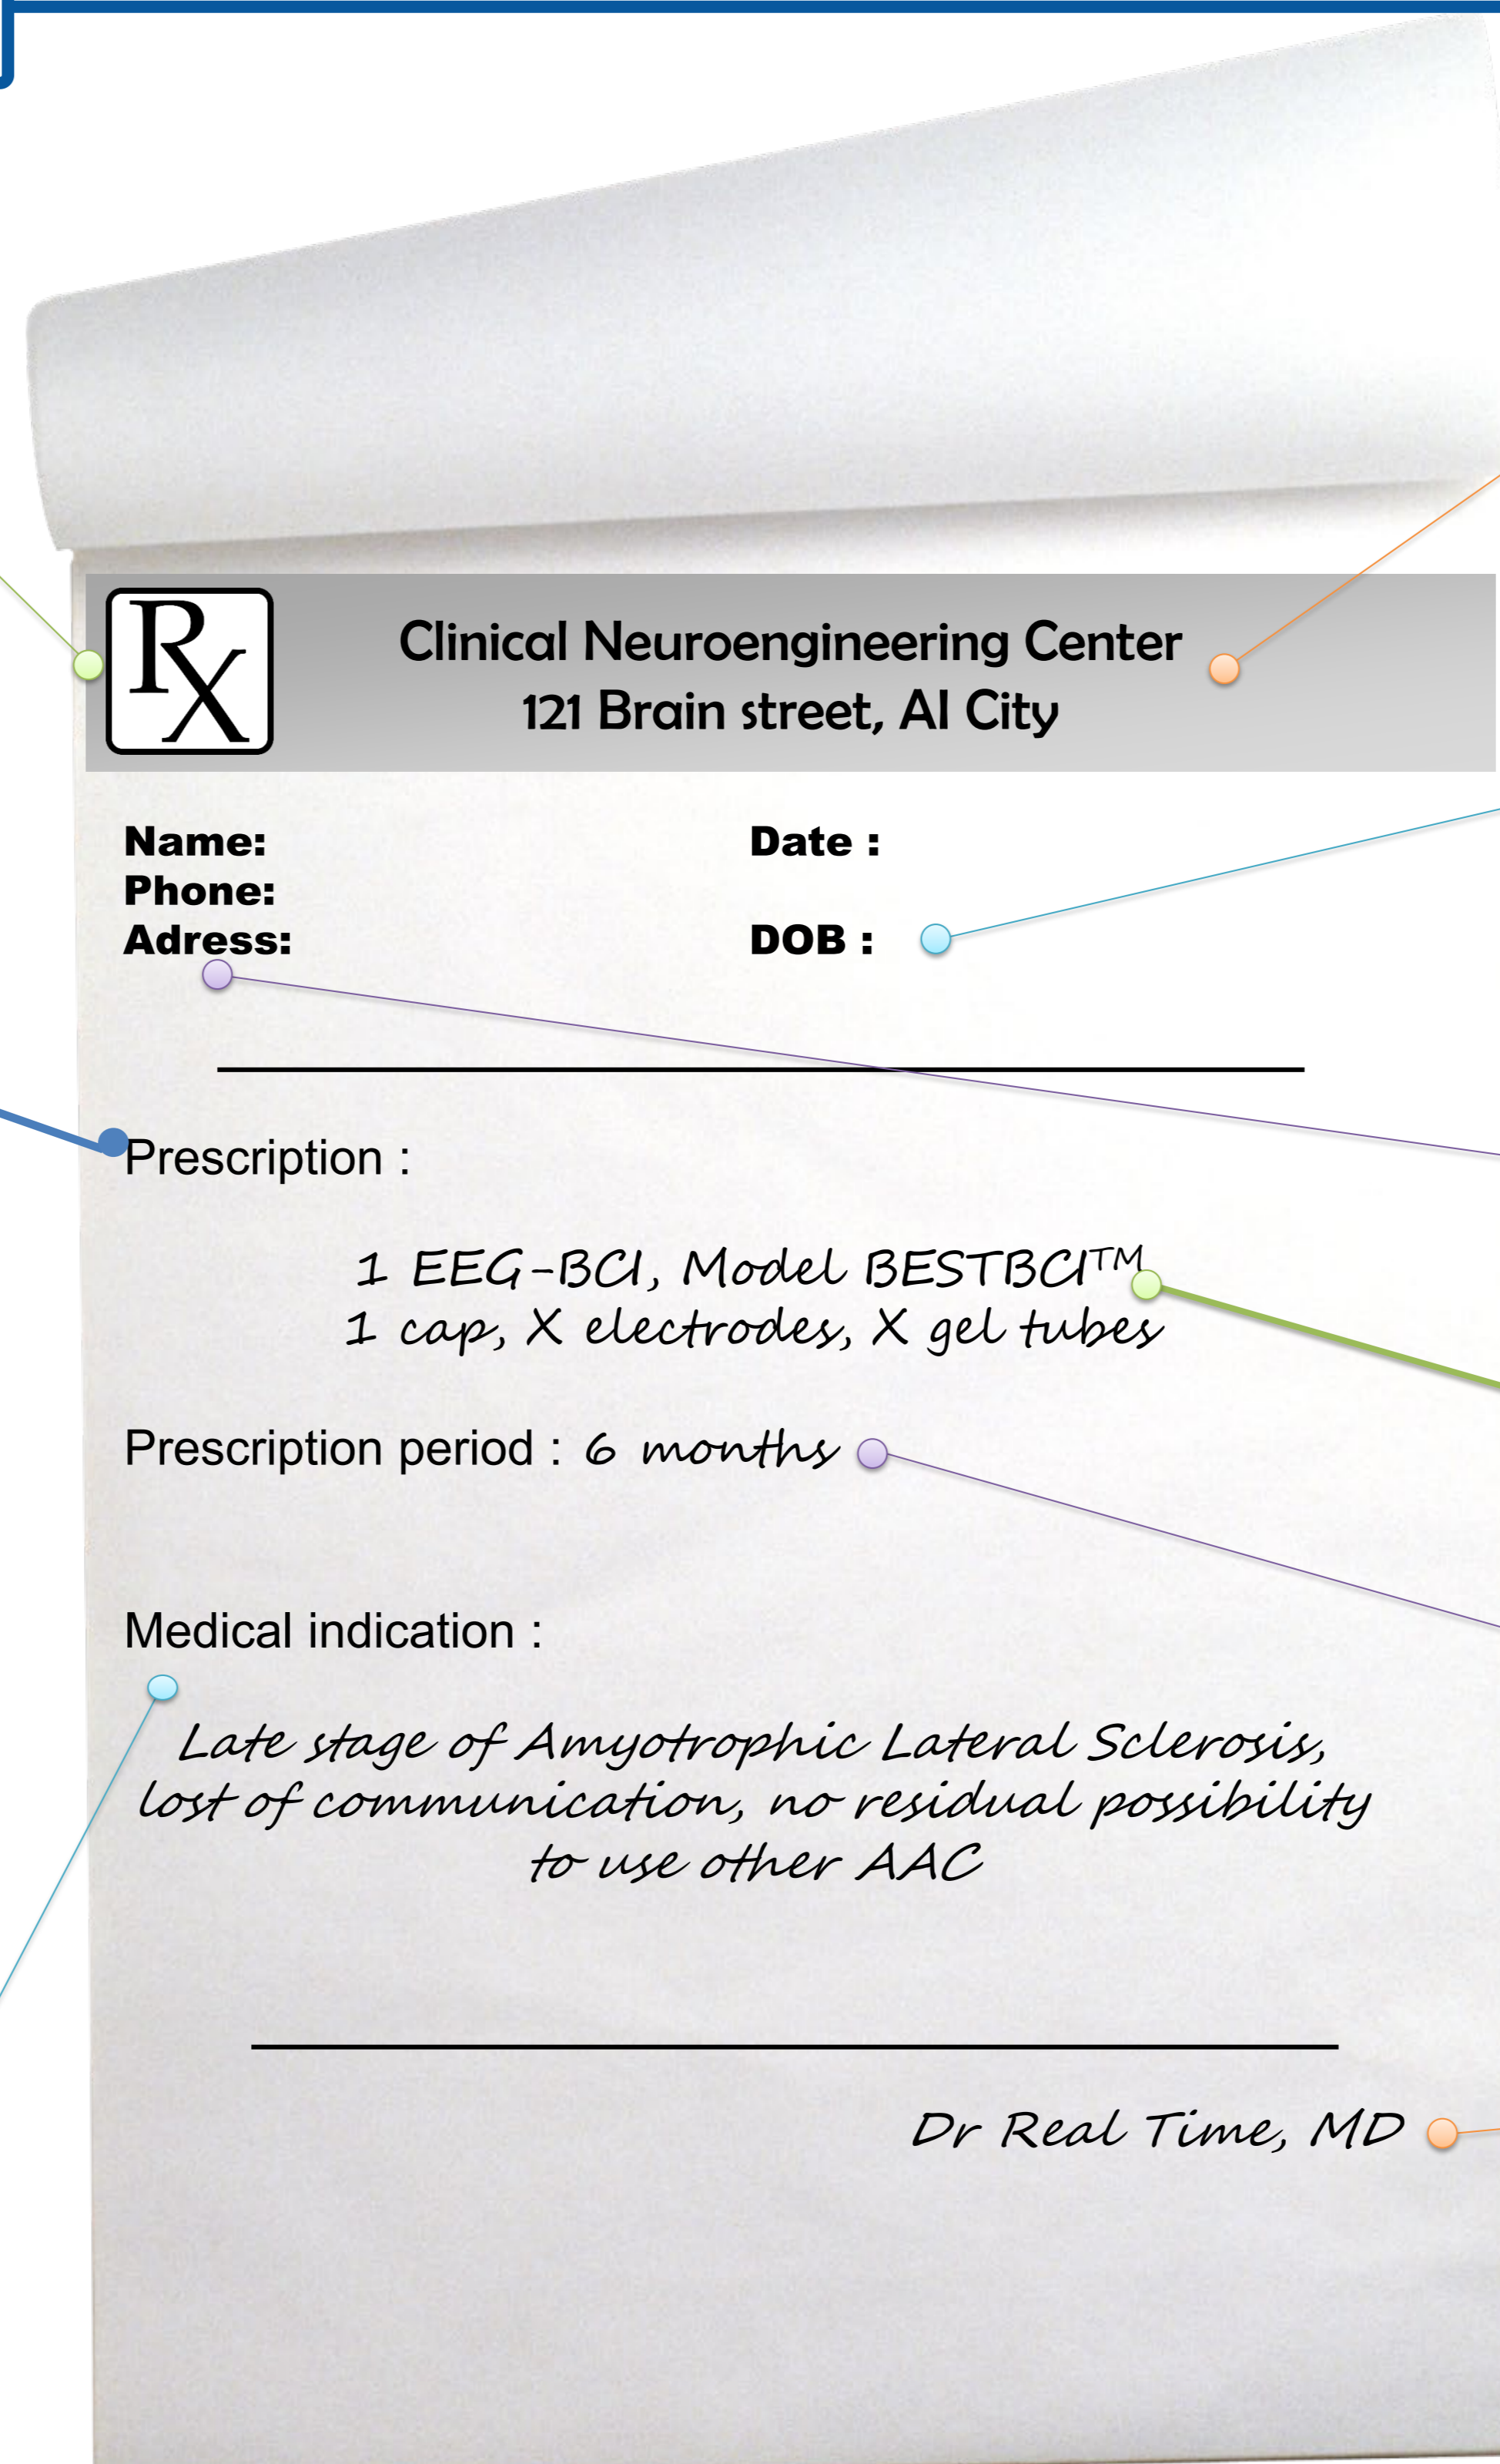 Rx
Clinical Neuroengineering Center
121 Brain street, AI City
Name:
Date :
Phone:
Adress:
DOB :
Prescription :
1 EEG-BCI, Model BESTBCI™
1 cap, X electrodes, X gel tubes
Prescription period : 6 months
Medical indication :
Late stage of Amyotrophic Lateral Sclerosis,
lost of communication, no residual possibility
to use other AAC
Dr Real Time, MD